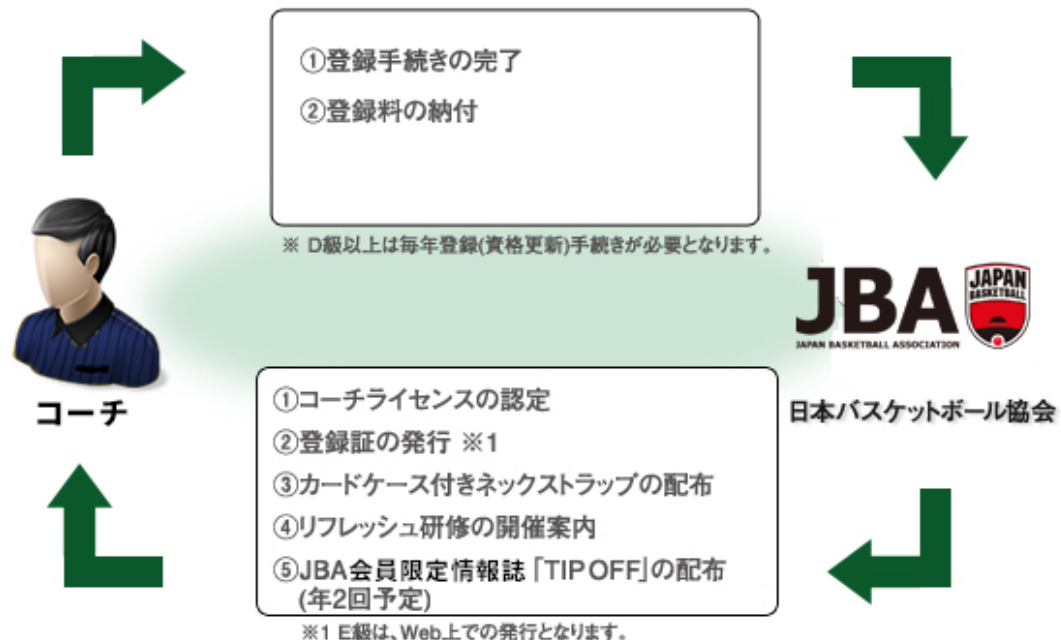 ①登録手続きの完了
②登録料の納付
※ D級以上は毎年登録(資格更新)手続きが必要となります。
コーチ
JBA
JAPAN BASKETBALL ASSOCIATION
JAPAN
BASKETBALL
日本バスケットボール協会
①コーチライセンスの認定
②登録証の発行 ※1
③カードケース付きネックストラップの配布
④リフレッシュ研修の開催案内
⑤JBA会員限定情報誌「TIP OFF」の配布
(年2回予定)
※1 E級は、Web上での発行となります。